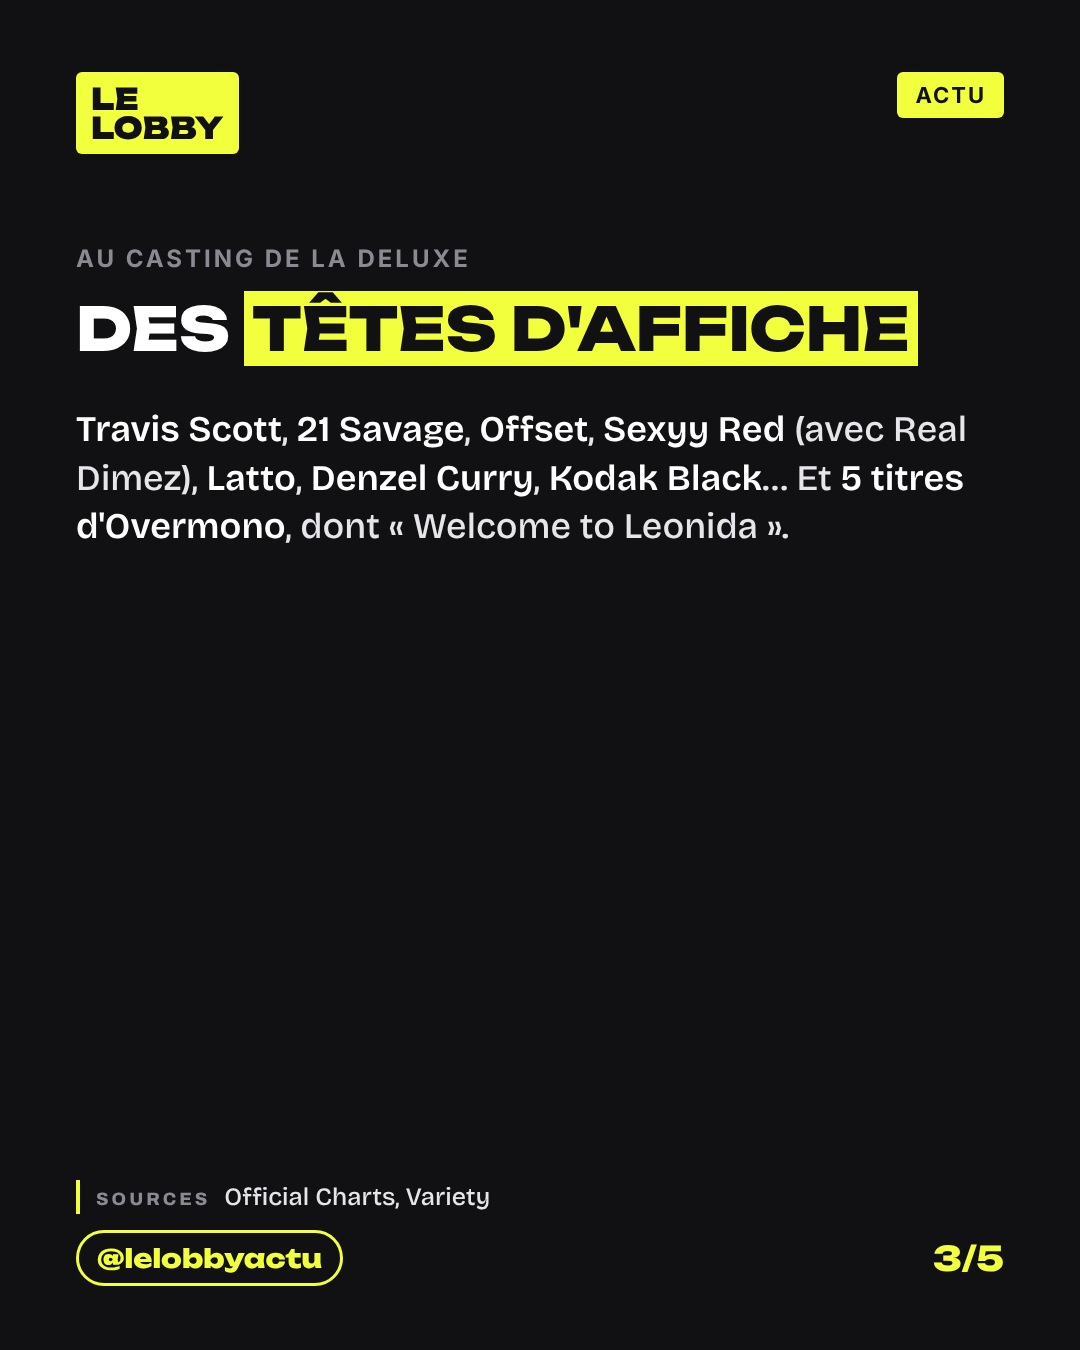 LE
LOBBY
ACTU
AU CASTING DE LA DELUXE
DES TÊTES D'AFFICHE
Travis Scott, 21 Savage, Offset, Sexyy Red (avec Real
Dimez), Latto, Denzel Curry, Kodak Black... Et 5 titres
d'Overmono, dont « Welcome to Leonida ».
SOURCES Official Charts, Variety
@lelobbyactu
3/5